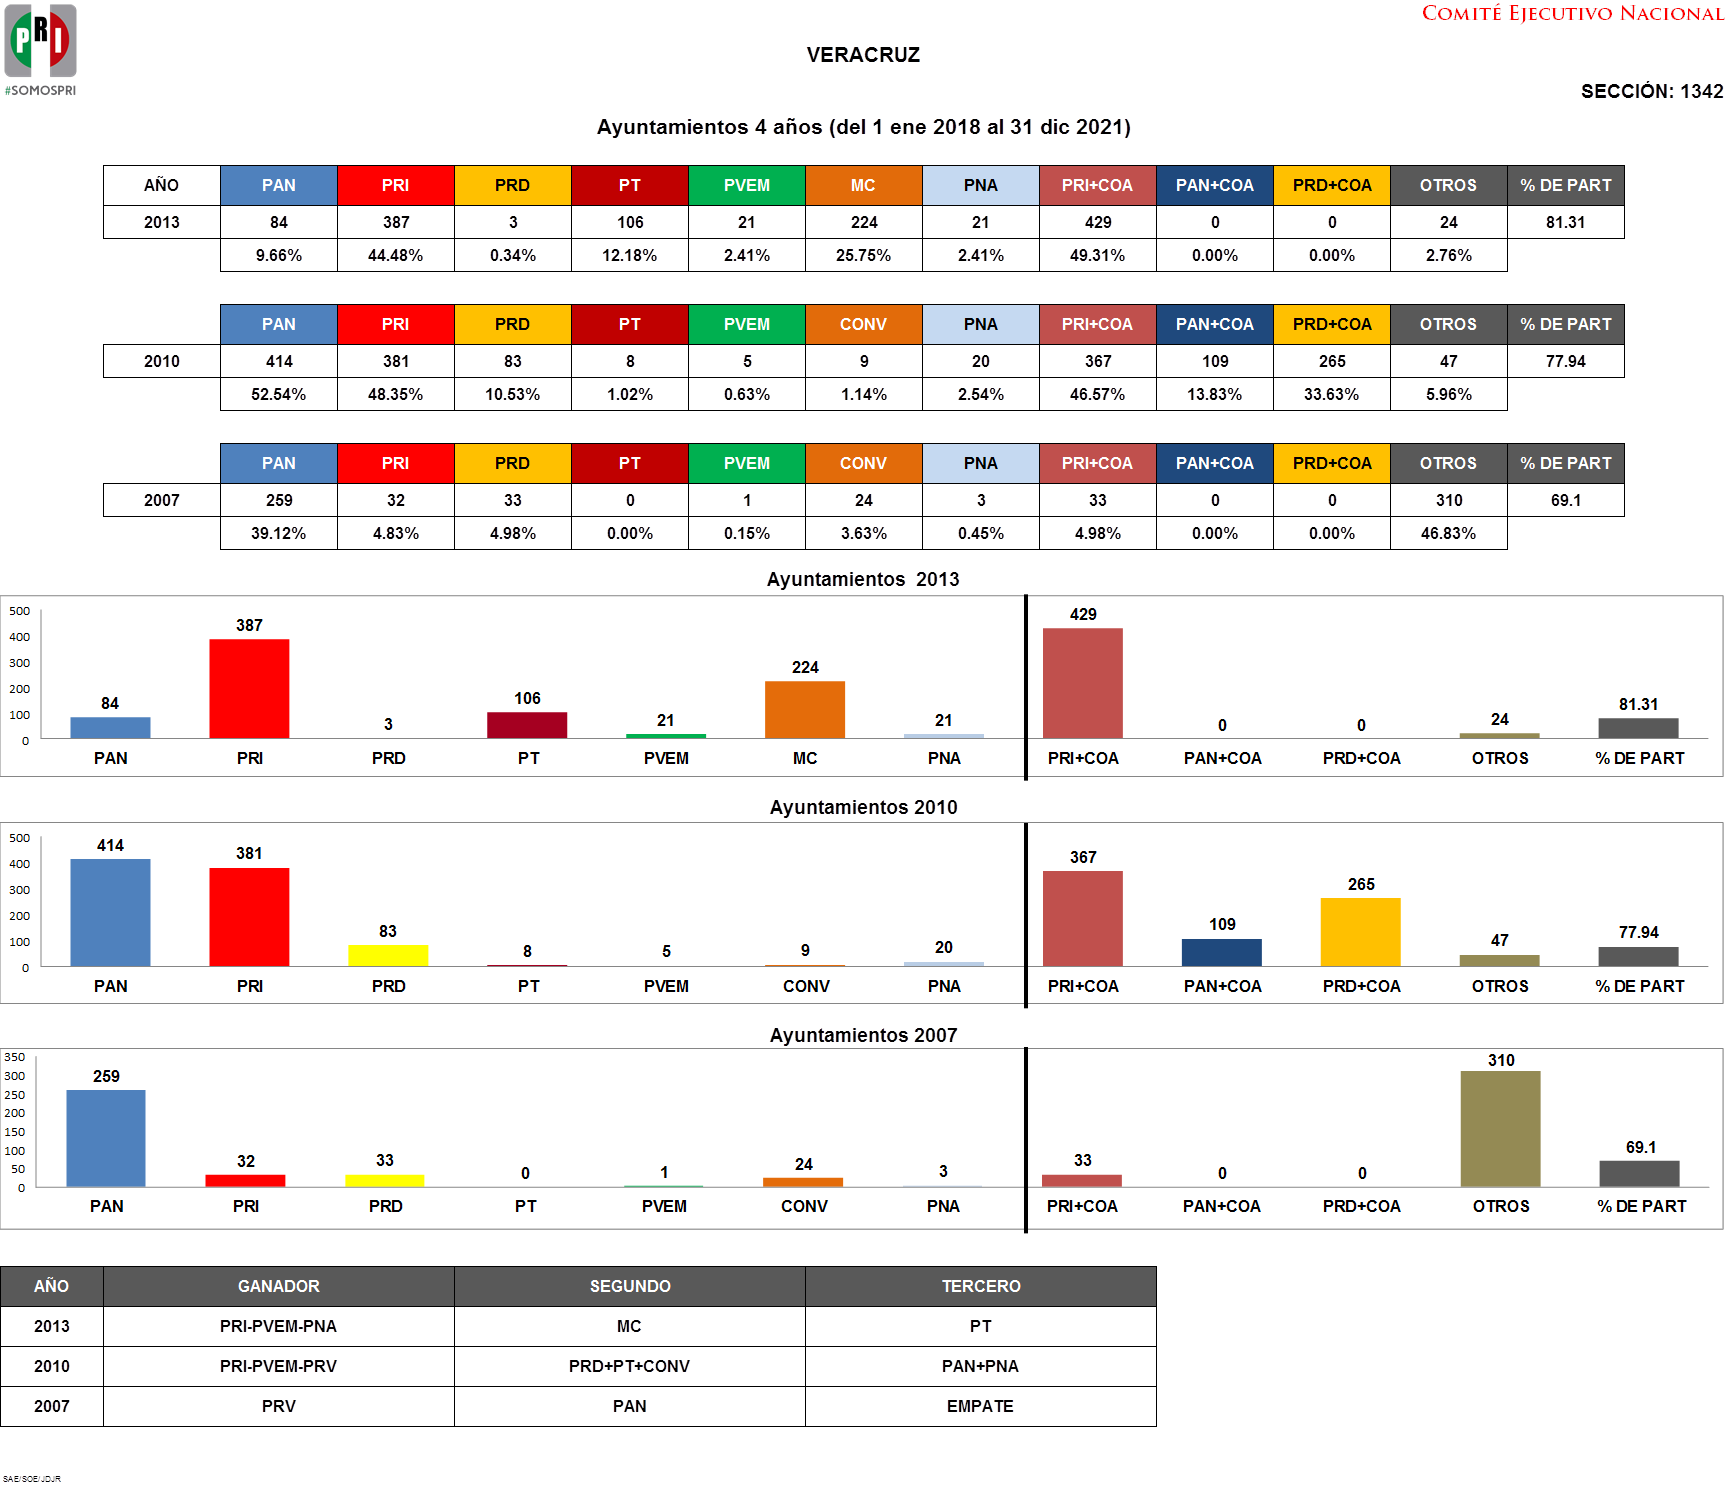 COMITÉ EJECUTIVO NACIONAL
PRI
#SOMOSPRI
VERACRUZ
SECCIÓN: 1342
Ayuntamientos 4 años (del 1 ene 2018 al 31 dic 2021)
AÑO PAN PRI PRD PT PVEM MC PNA PRI+COA PAN+COA PRD+COA OTROS % DE PART
2013 84 387 3 106 21 224 21 429 0 0 24 81.31
9.66% 44.48% 0.34% 12.18% 2.41% 25.75% 2.41% 49.31% 0.00% 0.00% 2.76%
PAN PRI PRD PT PVEM CONV PNA PRI+COA PAN+COA PRD+COA OTROS % DE PART
2010 414 381 83 8 5 9 20 367 109 265 47 77.94
52.54% 48.35% 10.53% 1.02% 0.63% 1.14% 2.54% 46.57% 13.83% 33.63% 5.96%
PAN PRI PRD PT PVEM CONV PNA PRI+COA PAN+COA PRD+COA OTROS % DE PART
2007 259 32 33 0 1 24 3 33 0 0 310 69.1
39.12% 4.83% 4.98% 0.00% 0.15% 3.63% 0.45% 4.98% 0.00% 0.00% 46.83%
Ayuntamientos 2013
500
400
300
200
100
0
84 387 3 106 21 224 21 429 0 0 24 81.31
PAN PRI PRD PT PVEM MC PNA PRI+COA PAN+COA PRD+COA OTROS % DE PART
Ayuntamientos 2010
500
400
300
200
100
0
414 381 83 8 5 9 20 367 109 265 47 77.94
PAN PRI PRD PT PVEM CONV PNA PRI+COA PAN+COA PRD+COA OTROS % DE PART
Ayuntamientos 2007
350
300
250
200
150
100
50
0
259 32 33 0 1 24 3 33 0 0 310 69.1
PAN PRI PRD PT PVEM CONV PNA PRI+COA PAN+COA PRD+COA OTROS % DE PART
AÑO GANADOR SEGUNDO TERCERO
2013 PRI-PVEM-PNA MC PT
2010 PRI-PVEM-PRV PRD+PT+CONV PAN+PNA
2007 PRV PAN EMPATE
SAE/SOE/JDJR